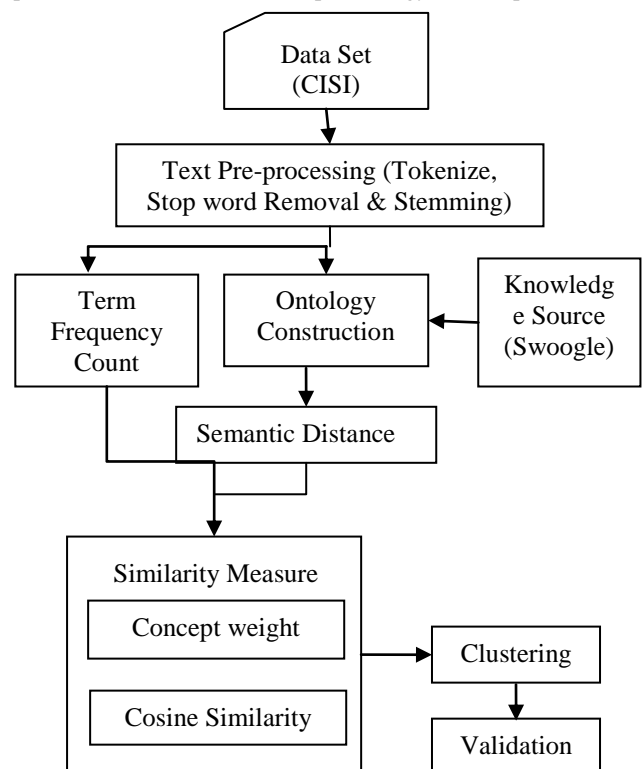 Data Set
(CISI)
Text Pre-processing (Tokenize,
Stop word Removal & Stemming)
Term
Frequency
Count
Ontology
Construction
Knowledg
e Source
(Swoogle)
Semantic Distance
Similarity Measure
Concept weight
Cosine Similarity
Clustering
Validation